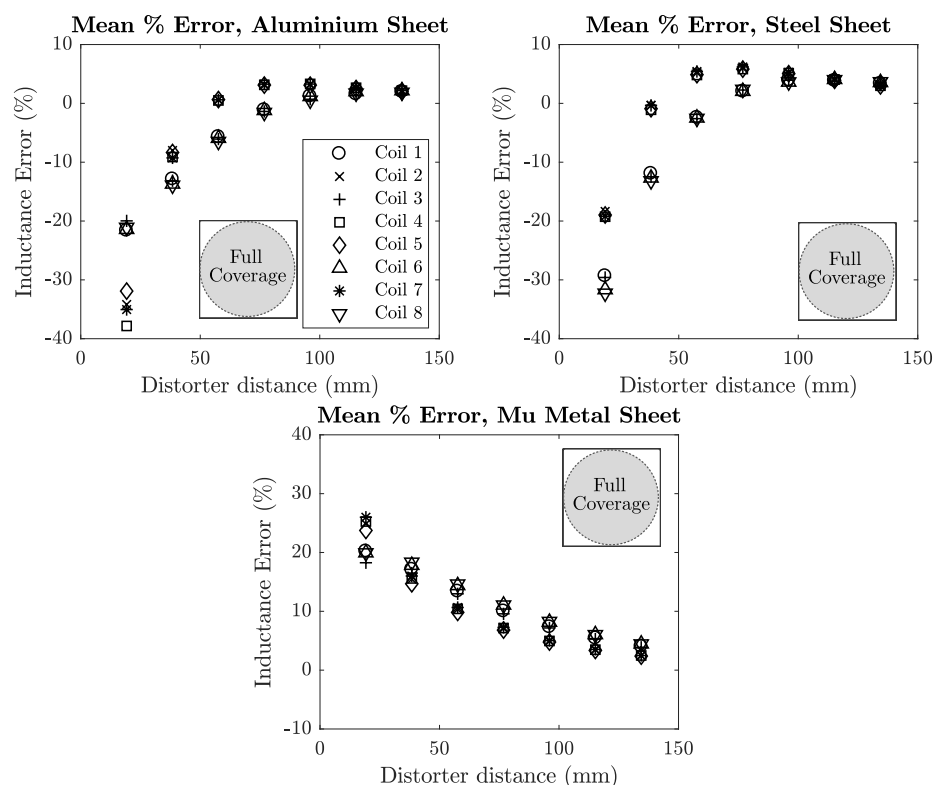 Mean % Error, Aluminium Sheet
Inductance Error (%)
10
0
-10
-20
-30
-40
0
50
100
150
Distorter distance (mm)
Full
Coverage
Coil 1
Coil 2
Coil 3
Coil 4
Coil 5
Coil 6
Coil 7
Coil 8
Mean % Error, Steel Sheet
Inductance Error (%)
10
0
-10
-20
-30
-40
0
50
100
150
Distorter distance (mm)
Full
Coverage
Mean % Error, Mu Metal Sheet
Inductance Error (%)
40
30
20
10
0
-10
0
50
100
150
Distorter distance (mm)
Full
Coverage